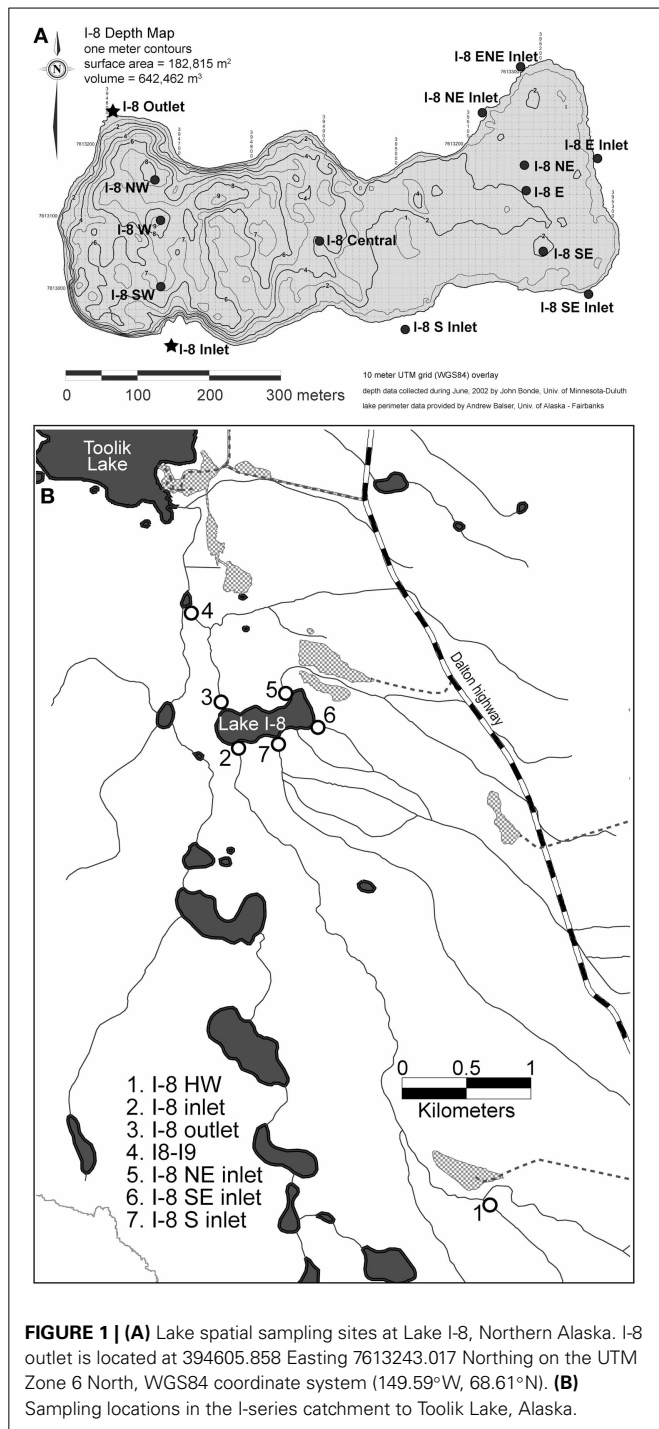 A
I-8 Depth Map
one meter contours
surface area = 182,815 m²
volume = 642,462 m³
N
I-8 ENE Inlet
I-8 Outlet
I-8 NE Inlet
I-8 E Inlet
I-8 NW
I-8 NE
I-8 E
I-8 W
I-8 Central
I-8 SE
I-8 SW
I-8 SE Inlet
I-8 S Inlet
I-8 Inlet
10 meter UTM grid (WGS84) overlay
0 100 200 300 meters
depth data collected during June, 2002 by John Bonde, Univ. of Minnesota-Duluth
lake perimeter data provided by Andrew Balser, Univ. of Alaska - Fairbanks
Toolik
Lake
B
4
Dalton highway
5
3
Lake I-8
6
2
7
0 0.5 1
Kilometers
1. I-8 HW
2. I-8 inlet
3. I-8 outlet
4. I8-I9
5. I-8 NE inlet
6. I-8 SE inlet
7. I-8 S inlet
1
FIGURE 1 | (A) Lake spatial sampling sites at Lake I-8, Northern Alaska. I-8
outlet is located at 394605.858 Easting 7613243.017 Northing on the UTM
Zone 6 North, WGS84 coordinate system (149.59°W, 68.61°N). (B)
Sampling locations in the I-series catchment to Toolik Lake, Alaska.